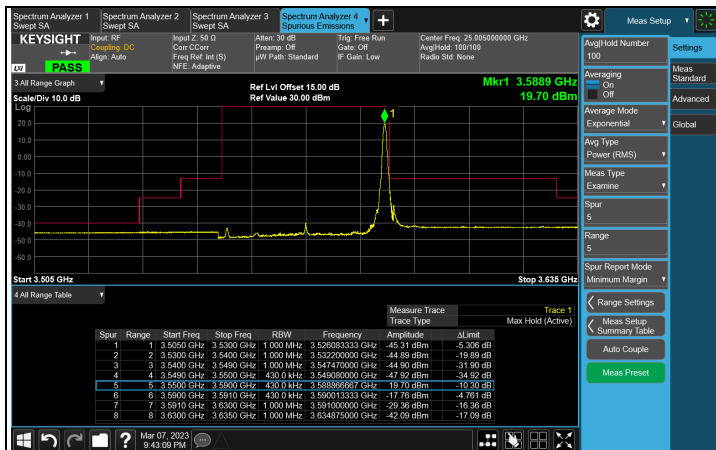 Spectrum Analyzer 1
Swept SA
Spectrum Analyzer 2
Swept SA
Spectrum Analyzer 3
Swept SA
Spectrum Analyzer 4
Spurious Emissions
Meas Setup
KEYSIGHT
LXI
PASS
Input: RF
Coupling: DC
Align: Auto
Input Z: 50 Ω
Corr CCorr
Freq Ref: Int (S)
NFE: Adaptive
Atten: 30 dB
Preamp: Off
µW Path: Standard
Trig: Free Run
Gate: Off
IF Gain: Low
Center Freq: 25.005000000 GHz
Avg|Hold: 100/100
Radio Std: None
3 All Range Graph
Scale/Div 10.0 dB
Ref Lvl Offset 15.00 dB
Ref Value 30.00 dBm
Mkr1 3.5889 GHz
19.70 dBm
Log
20.0
10.0
0.00
-10.0
-20.0
-30.0
-40.0
-50.0
-60.0
1
Start 3.505 GHz
Stop 3.635 GHz
4 All Range Table
Measure Trace Trace 1
Trace Type Max Hold (Active)
Spur Range Start Freq Stop Freq RBW Frequency Amplitude ΔLimit
1 1 3.5050 GHz 3.5300 GHz 1.000 MHz 3.526083333 GHz -45.31 dBm -5.306 dB
2 2 3.5300 GHz 3.5400 GHz 1.000 MHz 3.532200000 GHz -44.89 dBm -19.89 dB
3 3 3.5400 GHz 3.5490 GHz 1.000 MHz 3.547470000 GHz -44.90 dBm -31.90 dB
4 4 3.5490 GHz 3.5500 GHz 430.0 kHz 3.549080000 GHz -47.92 dBm -34.92 dB
5 5 3.5500 GHz 3.5900 GHz 430.0 kHz 3.588866667 GHz 19.70 dBm -10.30 dB
6 6 3.5900 GHz 3.5910 GHz 430.0 kHz 3.590013333 GHz -17.76 dBm -4.761 dB
7 7 3.5910 GHz 3.6300 GHz 1.000 MHz 3.591000000 GHz -29.36 dBm -16.36 dB
8 8 3.6300 GHz 3.6350 GHz 1.000 MHz 3.634875000 GHz -42.09 dBm -17.09 dB
Avg|Hold Number
100
Averaging
On
Off
Average Mode
Exponential
Avg Type
Power (RMS)
Meas Type
Examine
Spur
5
Range
5
Spur Report Mode
Minimum Margin
Range Settings
Meas Setup
Summary Table
Auto Couple
Meas Preset
Settings
Meas
Standard
Advanced
Global
?
Mar 07, 2023
9:43:09 PM